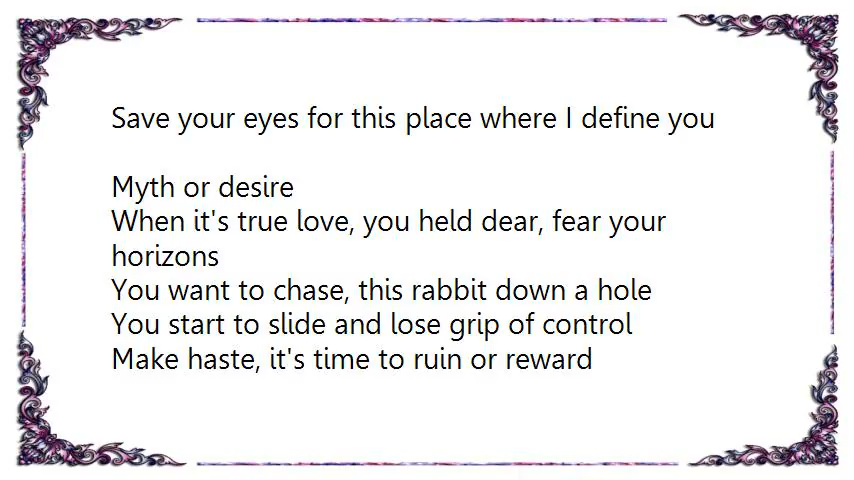 Save your eyes for this place where I define you
Myth or desire
When it's true love, you held dear, fear your
horizons
You want to chase, this rabbit down a hole
You start to slide and lose grip of control
Make haste, it's time to ruin or reward